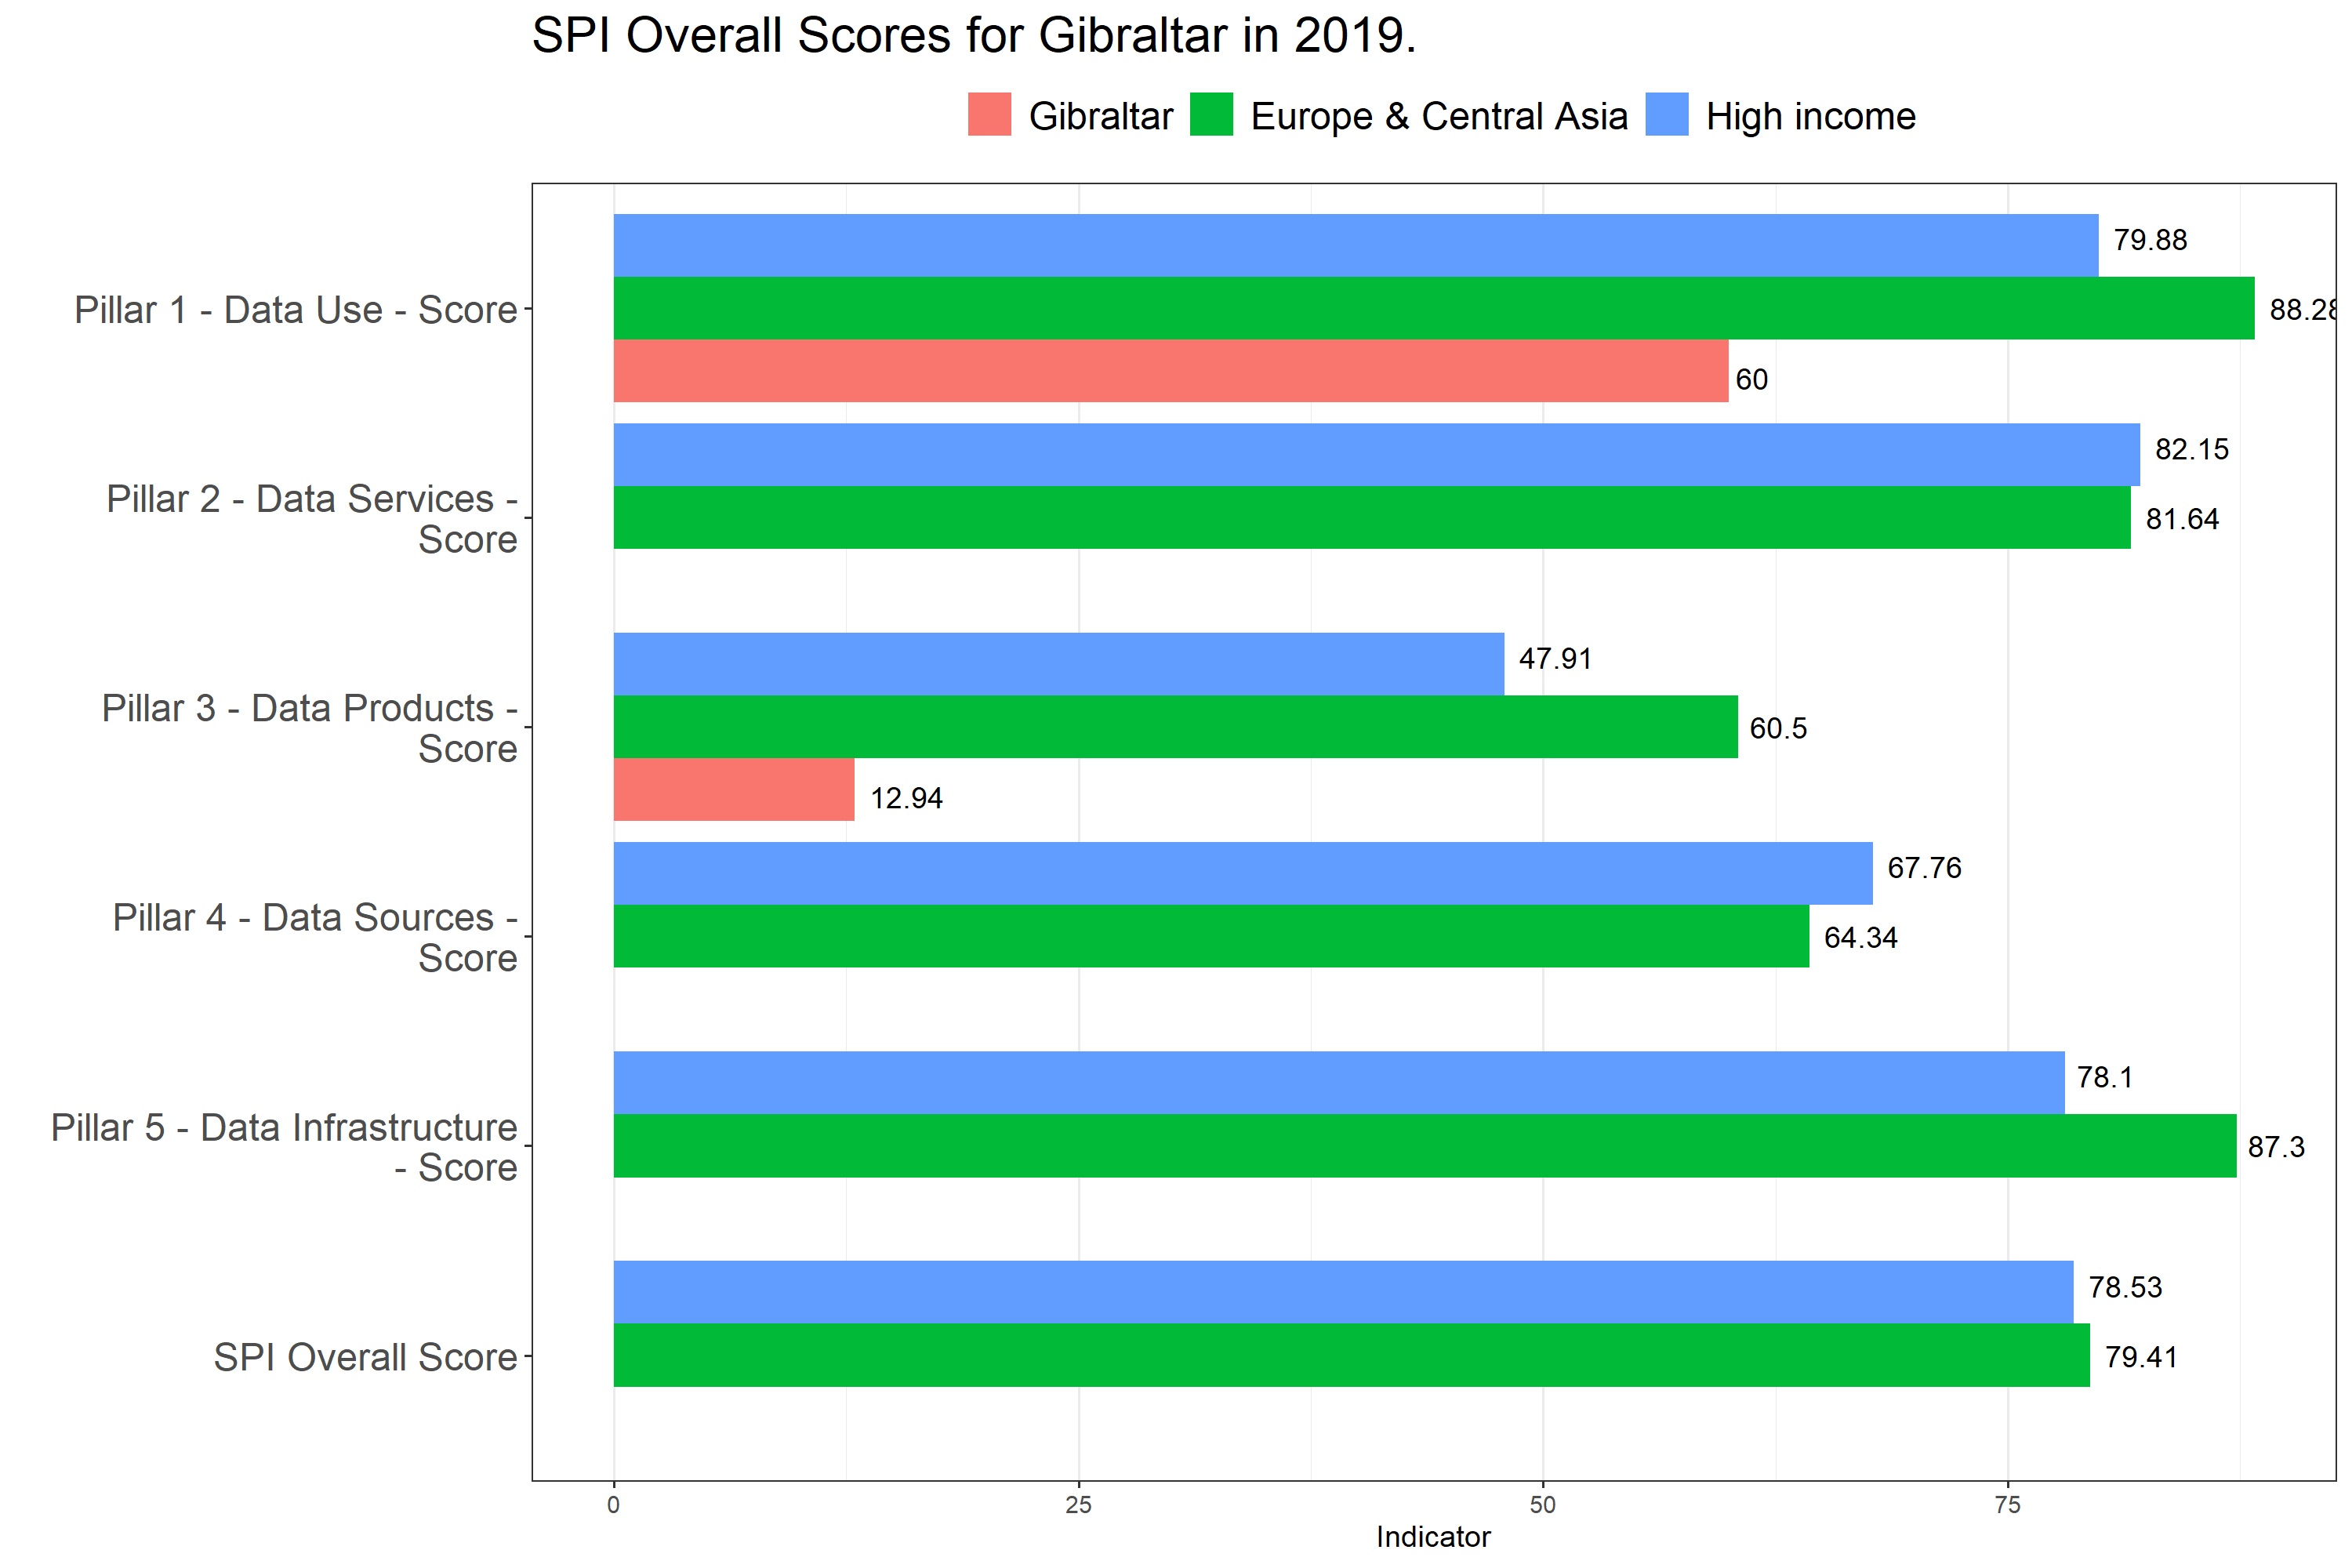 SPI Overall Scores for Gibraltar in 2019.
Gibraltar Europe & Central Asia High income
Pillar 1 - Data Use - Score
79.88
88.28
60
Pillar 2 - Data Services -
Score
82.15
81.64
Pillar 3 - Data Products -
Score
47.91
60.5
12.94
Pillar 4 - Data Sources -
Score
67.76
64.34
Pillar 5 - Data Infrastructure
- Score
78.1
87.3
SPI Overall Score
78.53
79.41
0 25 50 75
Indicator